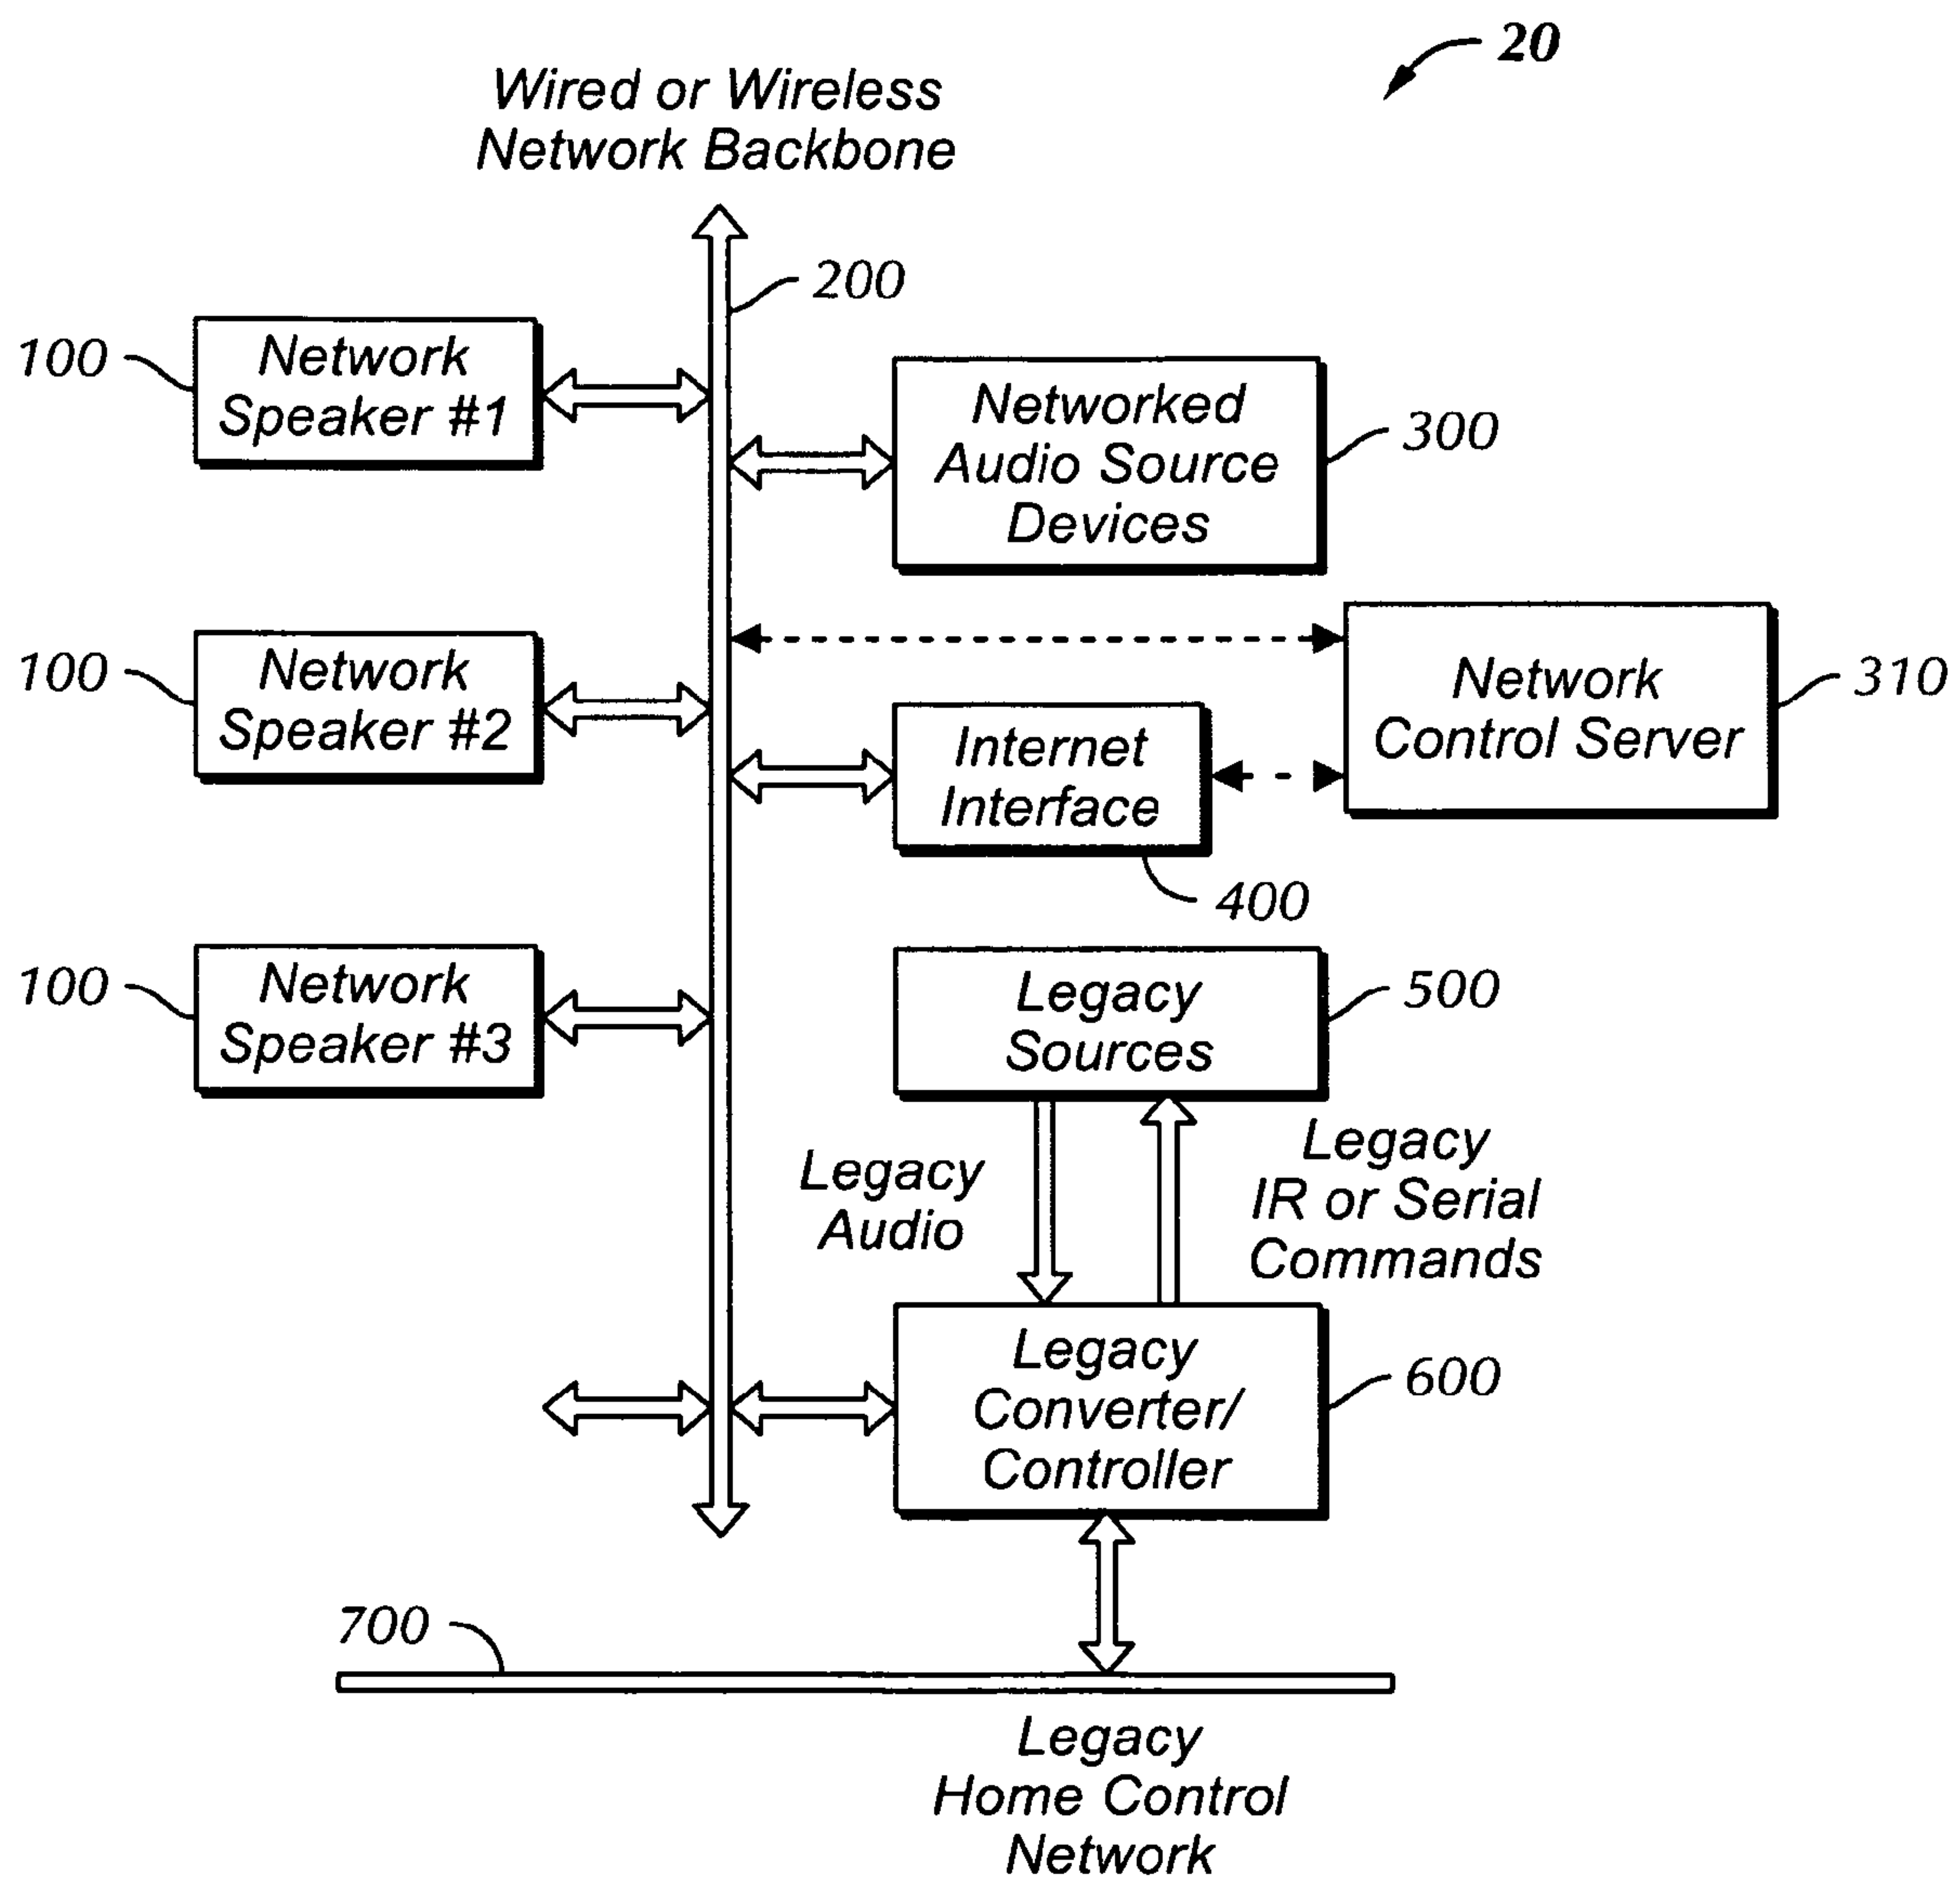 20
Wired or Wireless
Network Backbone
200
100
Network
Speaker #1
Networked
Audio Source
Devices
300
100
Network
Speaker #2
Network
Control Server
310
Internet
Interface
400
100
Network
Speaker #3
Legacy
Sources
500
Legacy
Audio
Legacy
IR or Serial
Commands
Legacy
Converter/
Controller
600
700
Legacy
Home Control
Network